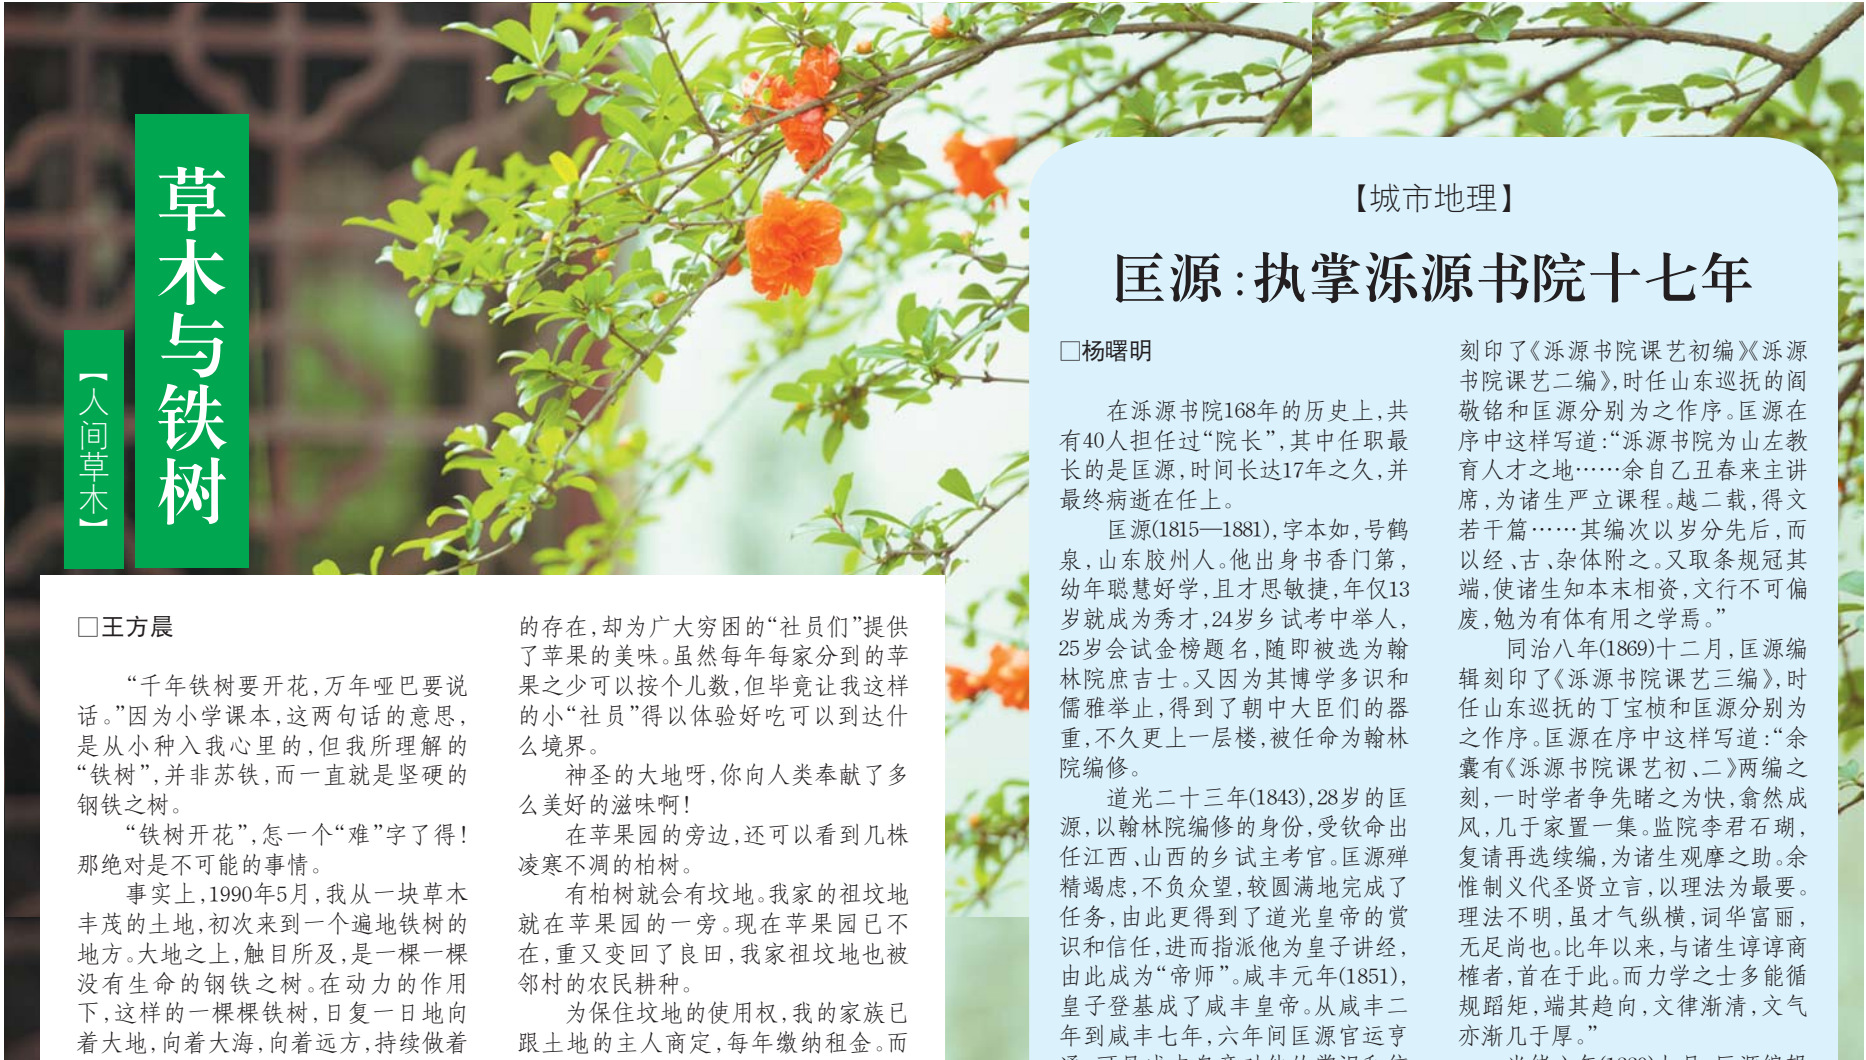 草木与铁树
【人间草木】
□王方晨
“千年铁树要开花，万年哑巴要说
话。”因为小学课本，这两句话的意思，
是从小种入我心里的，但我所理解的
“铁树”，并非苏铁，而一直就是坚硬的
钢铁之树。
“铁树开花”，怎一个“难”字了得！
那绝对是不可能的事情。
事实上，1990年5月，我从一块草木
丰茂的土地，初次来到一个遍地铁树的
地方。大地之上，触目所及，是一棵一棵
没有生命的钢铁之树。在动力的作用
下，这样的一棵棵铁树，日复一日地向
着大地，向着大海，向着远方，持续做着
的存在，却为广大穷困的“社员们”提供
了苹果的美味。虽然每年每家分到的苹
果之少可以按个儿数，但毕竟让我这样
的小“社员”得以体验好吃可以到达什
么境界。
神圣的大地呀，你向人类奉献了多
么美好的滋味啊！
在苹果园的旁边，还可以看到几株
凌寒不凋的柏树。
有柏树就会有坟地。我家的祖坟地
就在苹果园的一旁。现在苹果园已不
在，重又变回了良田，我家祖坟地也被
邻村的农民耕种。
为保住坟地的使用权，我的家族已
跟土地的主人商定，每年缴纳租金。而
【城市地理】
匡源：执掌泺源书院十七年
□杨曙明
在泺源书院168年的历史上，共
有40人担任过“院长”，其中任职最
长的是匡源，时间长达17年之久，并
最终病逝在任上。
匡源(1815—1881)，字本如，号鹤
泉，山东胶州人。他出身书香门第，
幼年聪慧好学，且才思敏捷，年仅13
岁就成为秀才，24岁乡试考中举人，
25岁会试金榜题名，随即被选为翰
林院庶吉士。又因为其博学多识和
儒雅举止，得到了朝中大臣们的器
重，不久更上一层楼，被任命为翰林
院编修。
道光二十三年(1843)，28岁的匡
源，以翰林院编修的身份，受钦命出
任江西、山西的乡试主考官。匡源殚
精竭虑，不负众望，较圆满地完成了
任务，由此更得到了道光皇帝的赏
识和信任，进而指派他为皇子讲经，
由此成为“帝师”。咸丰元年(1851)，
皇子登基成了咸丰皇帝。从咸丰二
年到咸丰七年，六年间匡源官运亨
刻印了《泺源书院课艺初编》《泺源
书院课艺二编》，时任山东巡抚的阎
敬铭和匡源分别为之作序。匡源在
序中这样写道：“泺源书院为山左教
育人才之地……余自乙丑春来主讲
席，为诸生严立课程。越二载，得文
若干篇……其编次以岁分先后，而
以经、古、杂体附之。又取条规冠其
端，使诸生知本末相资，文行不可偏
废，勉为有体有用之学焉。”
同治八年(1869)十二月，匡源编
辑刻印了《泺源书院课艺三编》，时
任山东巡抚的丁宝桢和匡源分别为
之作序。匡源在序中这样写道：“余
囊有《泺源书院课艺初、二》两编之
刻，一时学者争先睹之为快，翕然成
风，几于家置一集。监院李君石瑚，
复请再选续编，为诸生观摩之助。余
惟制义代圣贤立言，以理法为最要。
理法不明，虽才气纵横，词华富丽，
无足尚也。比年以来，与诸生谆谆商
榷者，首在于此。而力学之士多能循
规蹈矩，端其趋向，文律渐清，文气
亦渐几于厚。”